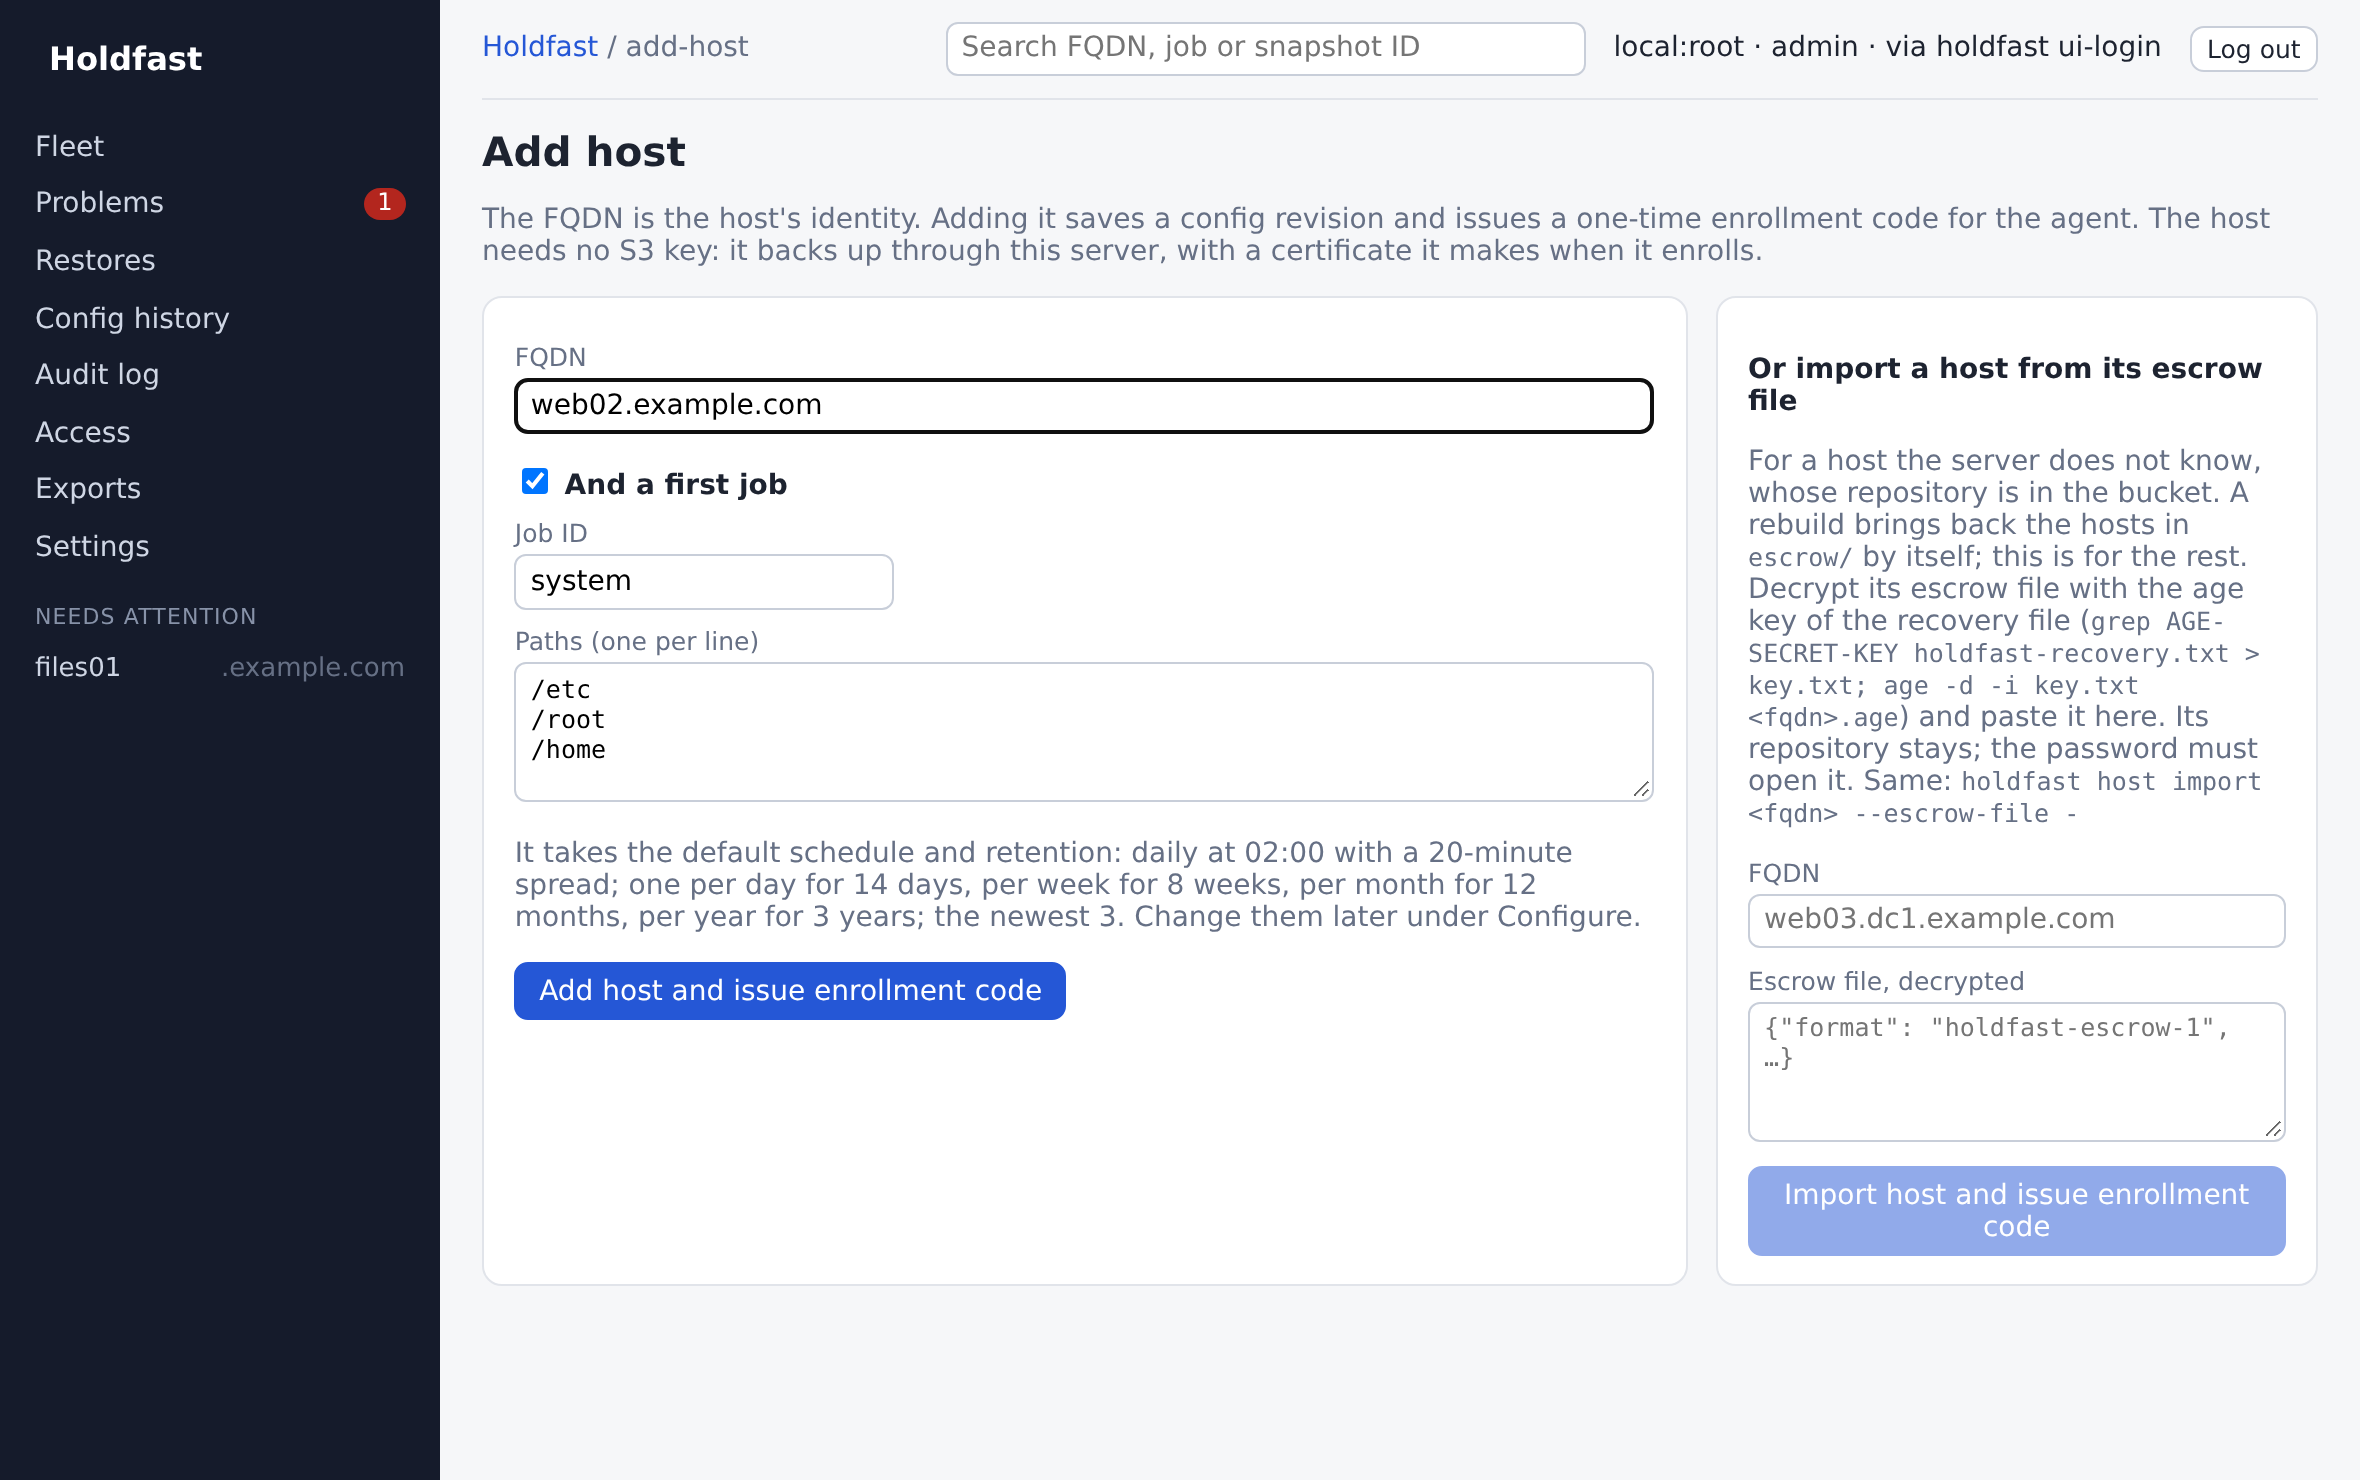 Holdfast
Fleet
Problems 1
Restores
Config history
Audit log
Access
Exports
Settings
NEEDS ATTENTION
files01 .example.com
Holdfast / add-host
Search FQDN, job or snapshot ID
local:root · admin · via holdfast ui-login
Log out
Add host
The FQDN is the host's identity. Adding it saves a config revision and issues a one-time enrollment code for the agent. The host
needs no S3 key: it backs up through this server, with a certificate it makes when it enrolls.
FQDN
web02.example.com
And a first job
Job ID
system
Paths (one per line)
/etc
/root
/home
It takes the default schedule and retention: daily at 02:00 with a 20-minute
spread; one per day for 14 days, per week for 8 weeks, per month for 12
months, per year for 3 years; the newest 3. Change them later under Configure.
Add host and issue enrollment code
Or import a host from its escrow
file
For a host the server does not know,
whose repository is in the bucket. A
rebuild brings back the hosts in
escrow/ by itself; this is for the rest.
Decrypt its escrow file with the age
key of the recovery file (grep AGE-
SECRET-KEY holdfast-recovery.txt >
key.txt; age -d -i key.txt
<fqdn>.age) and paste it here. Its
repository stays; the password must
open it. Same: holdfast host import
<fqdn> --escrow-file -
FQDN
web03.dc1.example.com
Escrow file, decrypted
{"format": "holdfast-escrow-1",
…}
Import host and issue enrollment
code